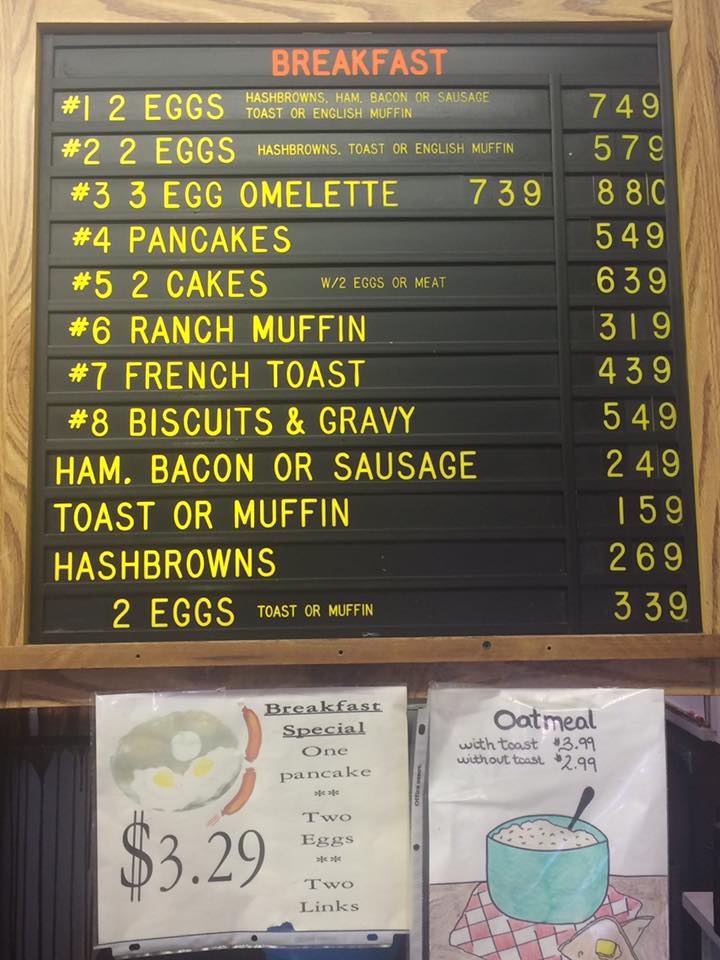 BREAKFAST
#1 2 EGGS HASHBROWNS, HAM, BACON OR SAUSAGE 749
TOAST OR ENGLISH MUFFIN
#2 2 EGGS HASHBROWNS, TOAST OR ENGLISH MUFFIN 579
#3 3 EGG OMELETTE 739 880
#4 PANCAKES 549
#5 2 CAKES W/2 EGGS OR MEAT 639
#6 RANCH MUFFIN 319
#7 FRENCH TOAST 439
#8 BISCUITS & GRAVY 549
HAM, BACON OR SAUSAGE 249
TOAST OR MUFFIN 159
HASHBROWNS 269
2 EGGS TOAST OR MUFFIN 339
Breakfast
Special
One
pancake
**
Two
Eggs
**
Two
Links
$3.29
Oatmeal
with toast $3.99
without toast $2.99